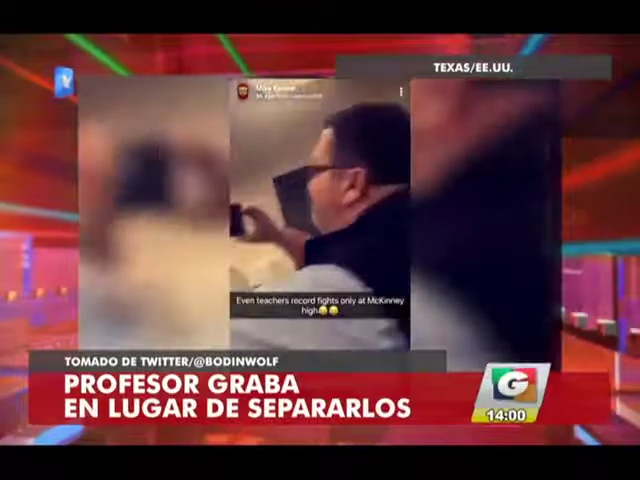 TEXAS/EE.UU.
Even teachers record fights only at McKinney
high😂😂
TOMADO DE TWITTER/@BODINWOLF
PROFESOR GRABA
EN LUGAR DE SEPARARLOS
G
14:00